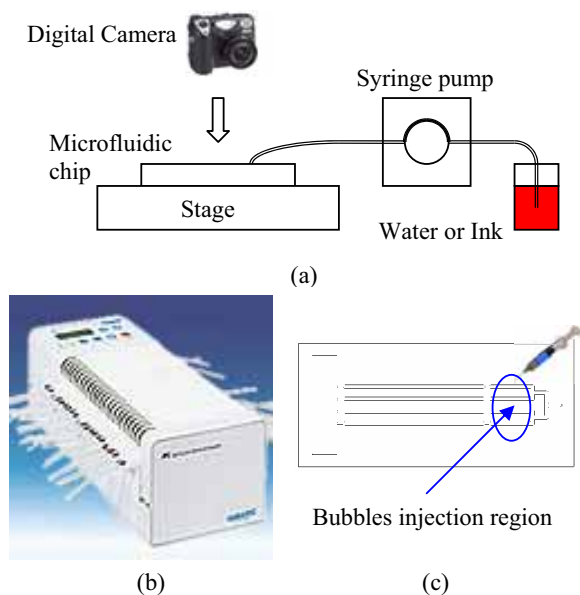 Digital Camera
Syringe pump
Microfluidic
chip
Stage
Water or Ink
(a)
Bubbles injection region
(b)
(c)